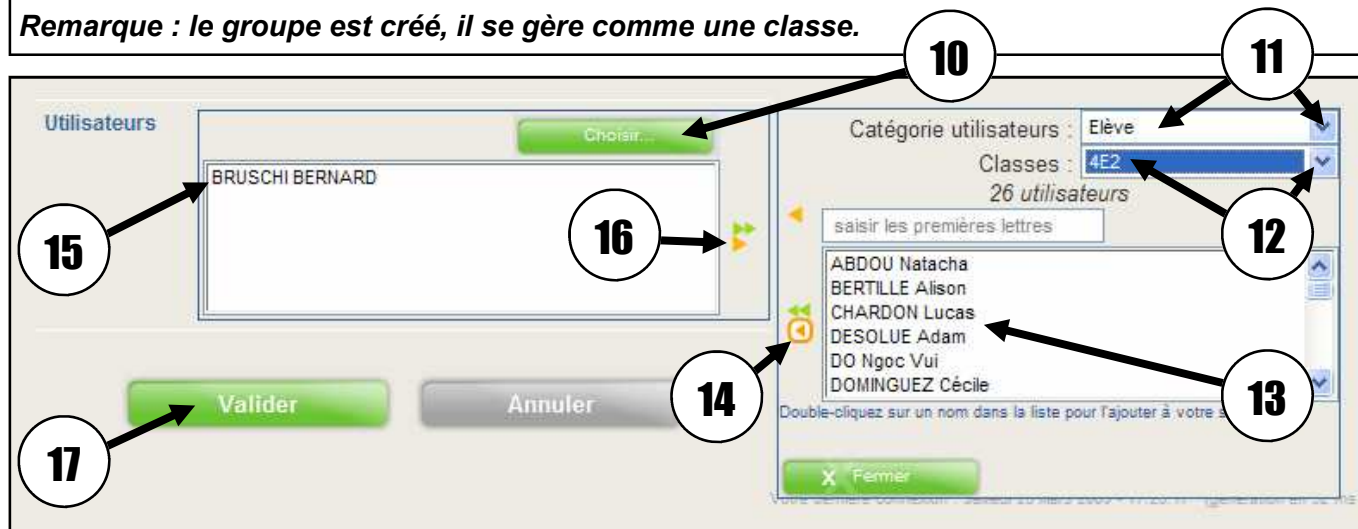 Remarque : le groupe est créé, il se gère comme une classe.
10
11
Utilisateurs
Choisir...
Catégorie utilisateurs : Elève
Classes : 4E2
26 utilisateurs
BRUSCHI BERNARD
15
16
12
saisir les premières lettres
ABDOU Natacha
BERTILLE Alison
CHARDON Lucas
DESOLUE Adam
DO Ngoc Vui
DOMINGUEZ Cécile
14
13
Valider
Annuler
Double-cliquez sur un nom dans la liste pour l'ajouter à votre
17
X Fermer